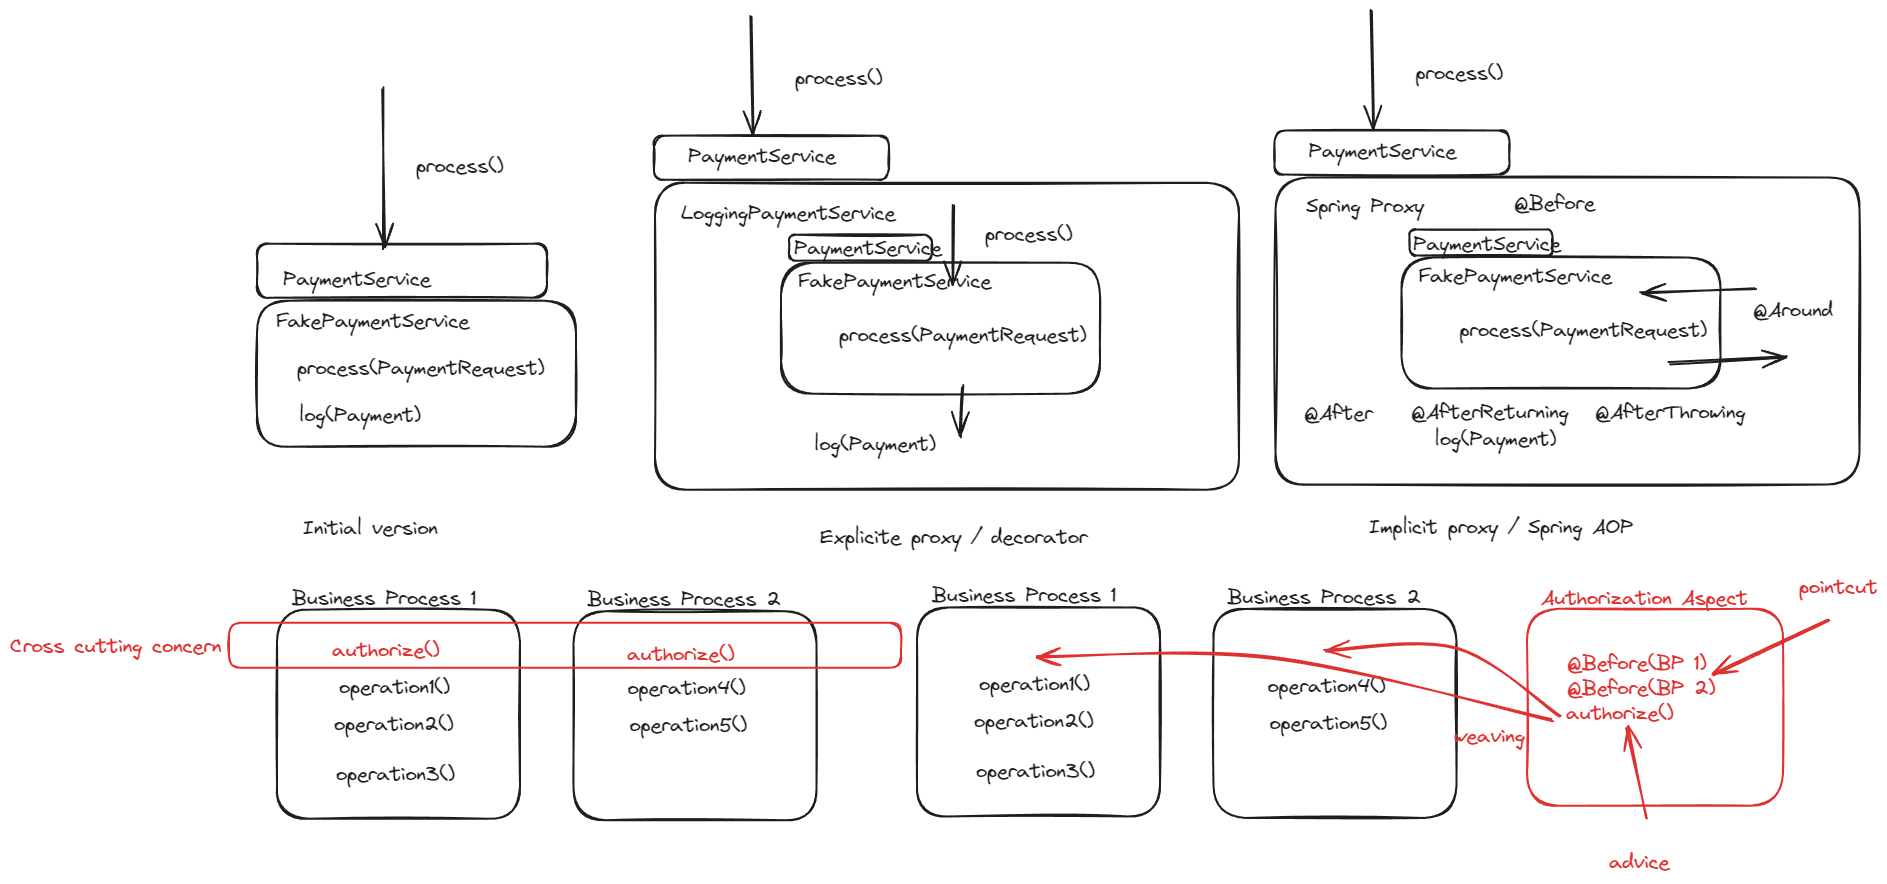 process()
PaymentService
FakePaymentService
process(PaymentRequest)
log(Payment)
Initial version
process()
PaymentService
LoggingPaymentService
process()
PaymentService
FakePaymentService
process(PaymentRequest)
log(Payment)
Explicite proxy / decorator
process()
PaymentService
Spring Proxy
@Before
PaymentService
FakePaymentService
@Around
process(PaymentRequest)
@After
@AfterReturning
@AfterThrowing
log(Payment)
Implicit proxy / Spring AOP
Cross cutting concern
Business Process 1
authorize()
operation1()
operation2()
operation3()
Business Process 2
authorize()
operation4()
operation5()
Business Process 1
operation1()
operation2()
operation3()
Business Process 2
operation4()
operation5()
weaving
Authorization Aspect
pointcut
@Before(BP 1)
@Before(BP 2)
authorize()
advice